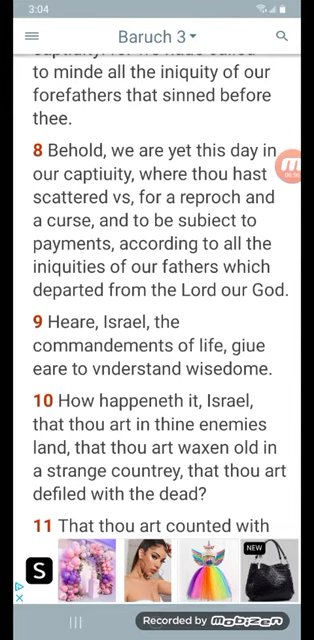 3:04
Baruch 3
to minde all the iniquity of our
forefathers that sinned before
thee.
8 Behold, we are yet this day in
our captiuity, where thou hast
scattered vs, for a reproch and
a curse, and to be subiect to
payments, according to all the
iniquities of our fathers which
departed from the Lord our God.
9 Heare, Israel, the
commandements of life, giue
eare to vnderstand wisedome.
10 How happeneth it, Israel,
that thou art in thine enemies
land, that thou art waxen old in
a strange countrey, that thou art
defiled with the dead?
11 That thou art counted with
S
NEW
Recorded by mobizen